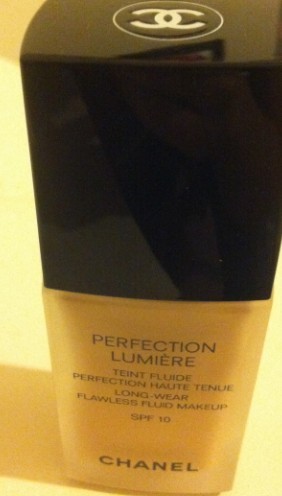 PERFECTION
LUMIÈRE
TEINT FLUIDE
PERFECTION HAUTE TENUE
LONG-WEAR
FLAWLESS FLUID MAKEUP
SPF 10
CHANEL